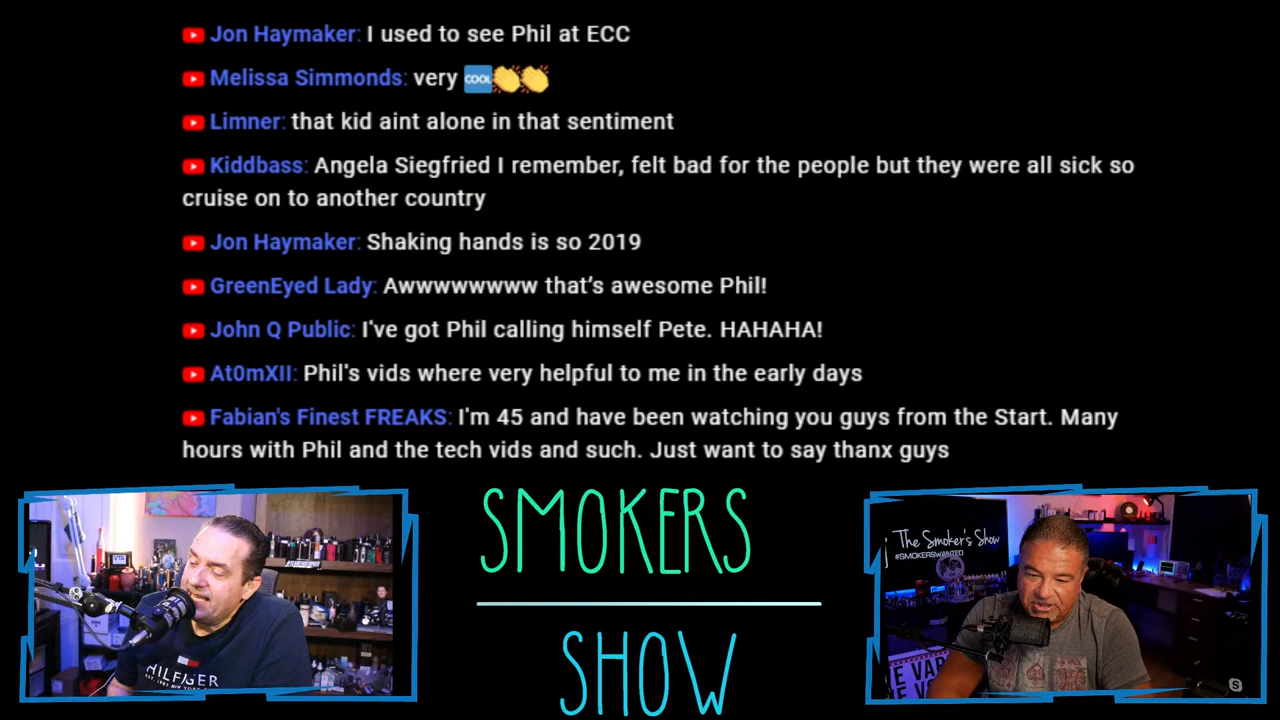 Jon Haymaker: I used to see Phil at ECC
Melissa Simmonds: very 🆒👏👏
Limner: that kid aint alone in that sentiment
Kiddbass: Angela Siegfried I remember, felt bad for the people but they were all sick so
cruise on to another country
Jon Haymaker: Shaking hands is so 2019
GreenEyed Lady: Awwwwwwww that's awesome Phil!
John Q Public: I've got Phil calling himself Pete. HAHAHA!
At0mXII: Phil's vids where very helpful to me in the early days
Fabian's Finest FREAKS: I'm 45 and have been watching you guys from the Start. Many
hours with Phil and the tech vids and such. Just want to say thanx guys
SMOKERS
SHOW
HILFIGER
The Smoker's Show
#SMOKERSWANTED
E VAP
E VE